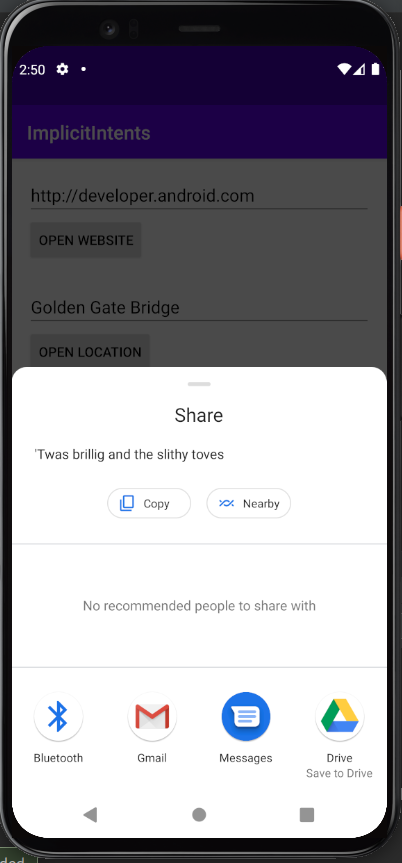 2:50
ImplicitIntents
http://developer.android.com
OPEN WEBSITE
Golden Gate Bridge
OPEN LOCATION
Share
'Twas brillig and the slithy toves
Copy Nearby
No recommended people to share with
Bluetooth Gmail Messages Drive
Save to Drive